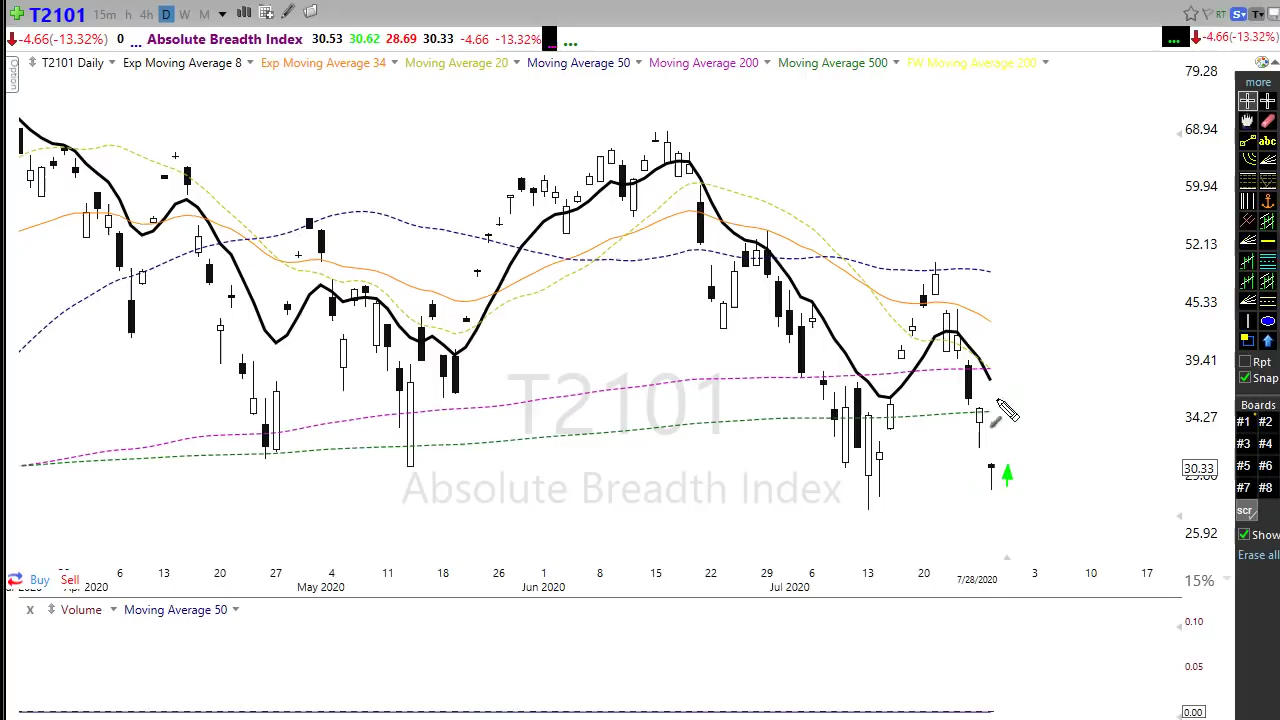 T2101 15m h 4h D W M RT S T
-4.66(-13.32%) 0 ... Absolute Breadth Index 30.53 30.62 28.69 30.33 -4.66 -13.32% ... ... -4.66(-13.32%)
Option
T2101 Daily Exp Moving Average 8 Exp Moving Average 34 Moving Average 20 Moving Average 50 Moving Average 200 Moving Average 500 FW Moving Average 200
79.28
68.94
59.94
52.13
45.33
39.41
34.27
30.33
25.92
T2101
Absolute Breadth Index
6 13 20 27 4 11 18 26 1 8 15 22 29 6 13 20 7/28/2020 3 10 17
Buy Sell
Apr 2020 May 2020 Jun 2020 Jul 2020
15%
X Volume Moving Average 50
0.10
0.05
0.00
more
abc
Rpt
Snap
Boards
#1 #2
#3 #4
#5 #6
#7 #8
scr
Show
Erase all